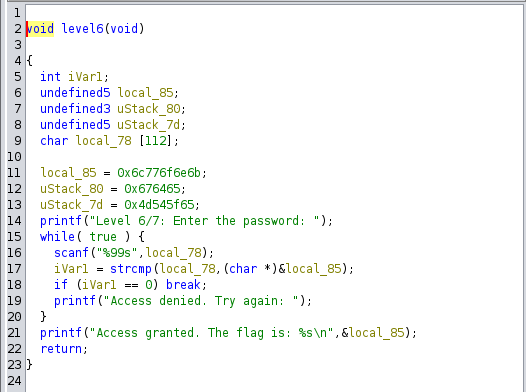 1
2 void level6(void)
3
4 {
5   int iVar1;
6   undefined5 local_85;
7   undefined3 uStack_80;
8   undefined5 uStack_7d;
9   char local_78 [112];
10
11   local_85 = 0x6c776f6e6b;
12   uStack_80 = 0x676465;
13   uStack_7d = 0x4d545f65;
14   printf("Level 6/7: Enter the password: ");
15   while( true ) {
16     scanf("%99s",local_78);
17     iVar1 = strcmp(local_78,(char *)&local_85);
18     if (iVar1 == 0) break;
19     printf("Access denied. Try again: ");
20   }
21   printf("Access granted. The flag is: %s\n",&local_85);
22   return;
23 }
24